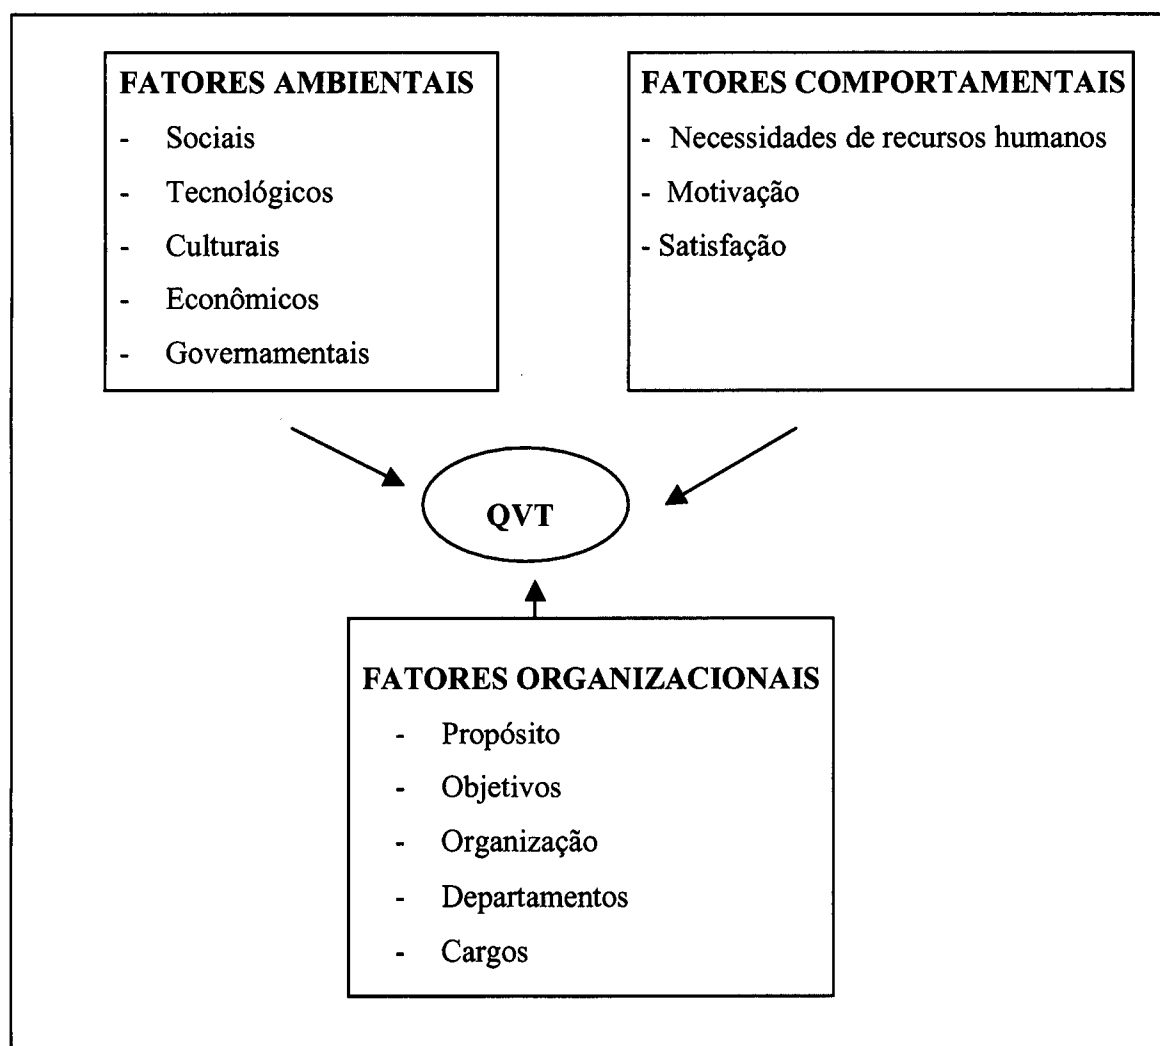 FATORES AMBIENTAIS
- Sociais
- Tecnológicos
- Culturais
- Econômicos
- Governamentais
FATORES COMPORTAMENTAIS
- Necessidades de recursos humanos
- Motivação
- Satisfação
QVT
FATORES ORGANIZACIONAIS
- Propósito
- Objetivos
- Organização
- Departamentos
- Cargos